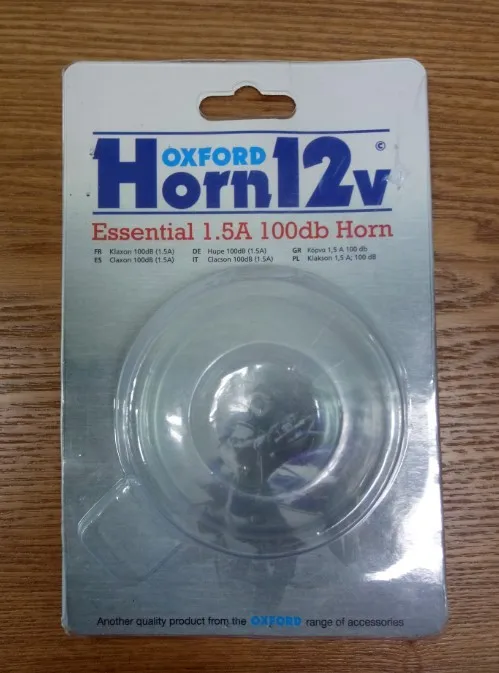 OXFORD
Horn12v ©
Essential 1.5A 100db Horn
FR Klaxon 100dB (1.5A) DE Hupe 100dB (1.5A) GR Κόρνα 1,5 A 100 db
ES Claxon 100dB (1.5A) IT Clacson 100dB (1.5A) PL Klakson 1,5 A; 100 dB
Another quality product from the OXFORD range of accessories